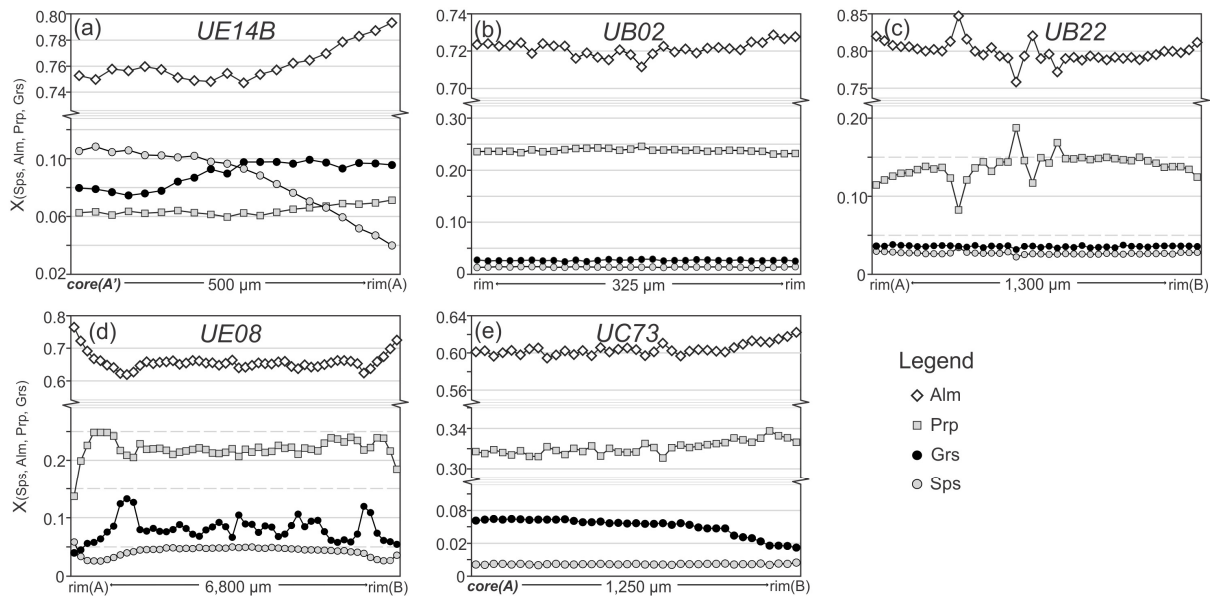 (a) UE14B
X(Sps, Alm, Prp, Grs)
0.80
0.78
0.76
0.74
0.10
0.06
0.02
core(A') 500 µm rim(A)
(b) UB02
0.74
0.72
0.70
0.30
0.20
0.10
0
rim 325 µm rim
(c) UB22
0.85
0.80
0.75
0.20
0.10
0
rim(A) 1,300 µm rim(B)
(d) UE08
X(Sps, Alm, Prp, Grs)
0.8
0.7
0.6
0.2
0.1
0
rim(A) 6,800 µm rim(B)
(e) UC73
0.64
0.60
0.56
0.34
0.30
0.08
0.02
0
core(A) 1,250 µm rim(B)
Legend
Alm
Prp
Grs
Sps